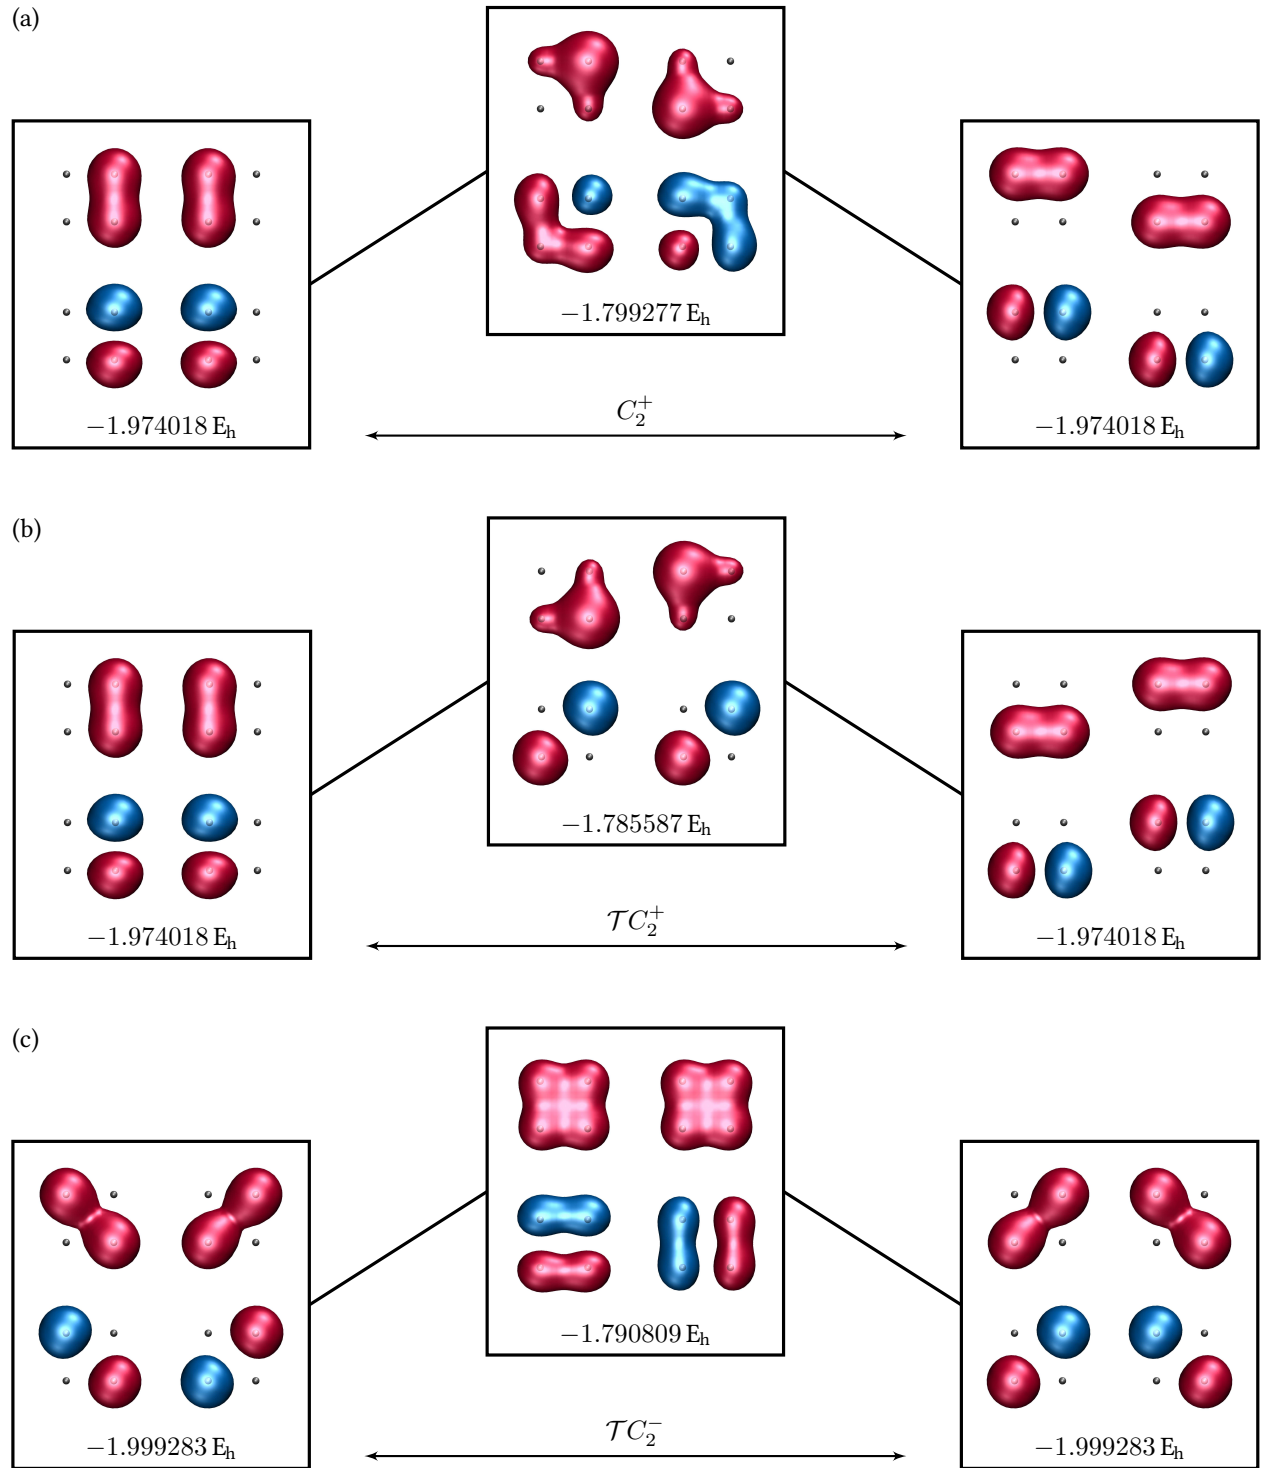 (a)
−1.799277 Eₕ
−1.974018 Eₕ
−1.974018 Eₕ
C₂⁺
(b)
−1.785587 Eₕ
−1.974018 Eₕ
−1.974018 Eₕ
𝒯C₂⁺
(c)
−1.790809 Eₕ
−1.999283 Eₕ
−1.999283 Eₕ
𝒯C₂⁻